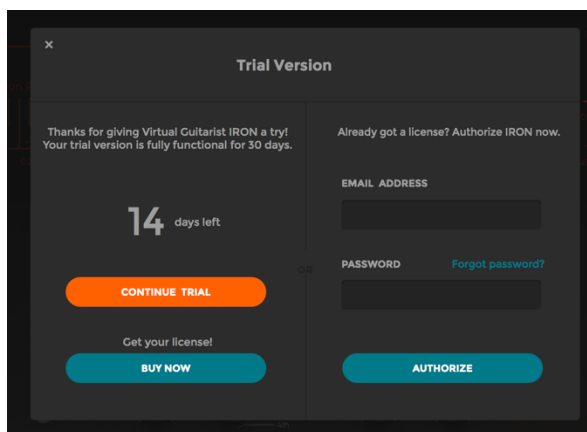 ×
Trial Version
Thanks for giving Virtual Guitarist IRON a try!
Your trial version is fully functional for 30 days.
14 days left
CONTINUE TRIAL
Get your license!
BUY NOW
OR
Already got a license? Authorize IRON now.
EMAIL ADDRESS
PASSWORD Forgot password?
AUTHORIZE